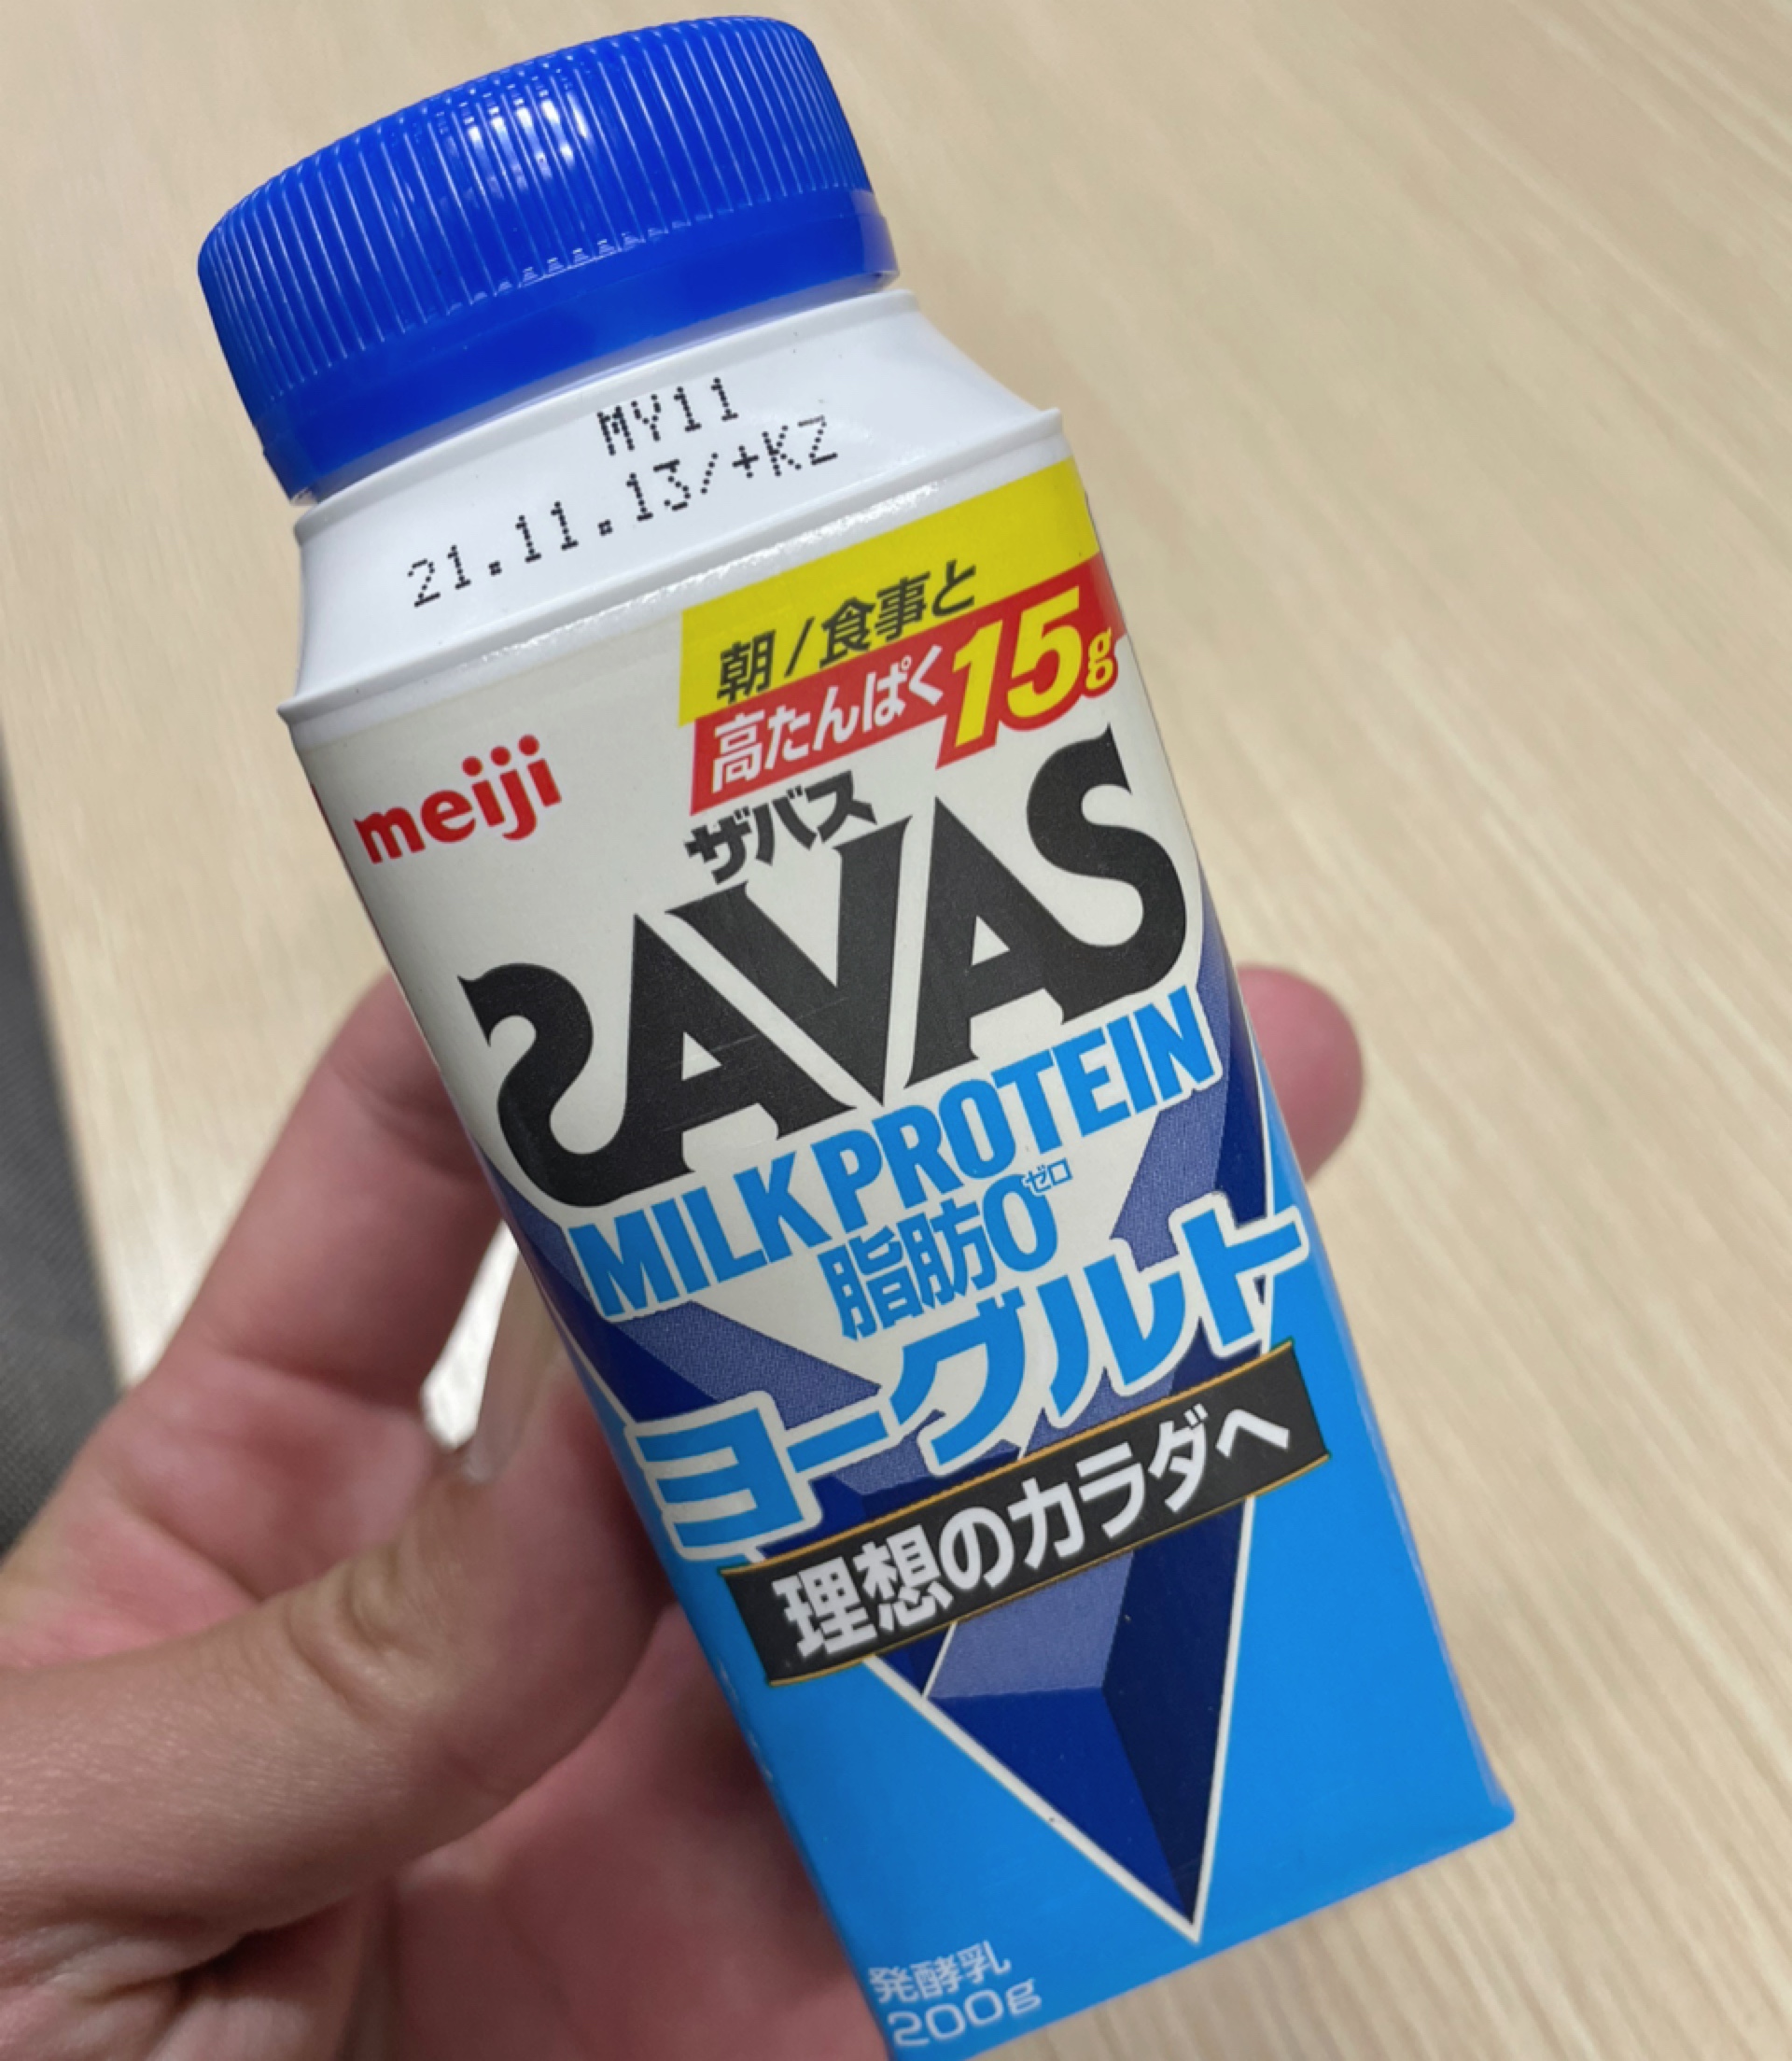 MY11
21.11.13/+KZ
朝/食事と
高たんぱく15g
meiji
ザバス
SAVAS
MILK PROTEIN
脂肪0ゼロ
ヨーグルト
理想のカラダへ
発酵乳
200g